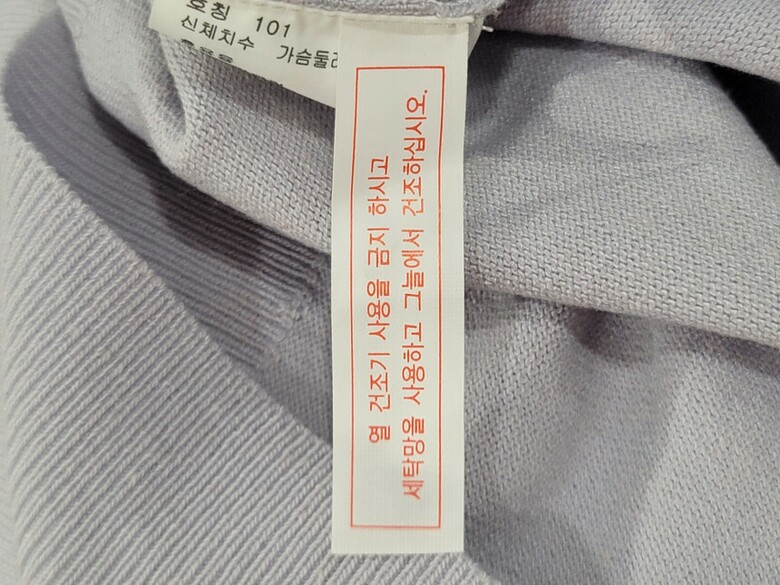 호칭 101
신체치수 가슴둘레
열 건조기 사용을 금지 하시고
세탁망을 사용하고 그늘에서 건조하십시오.